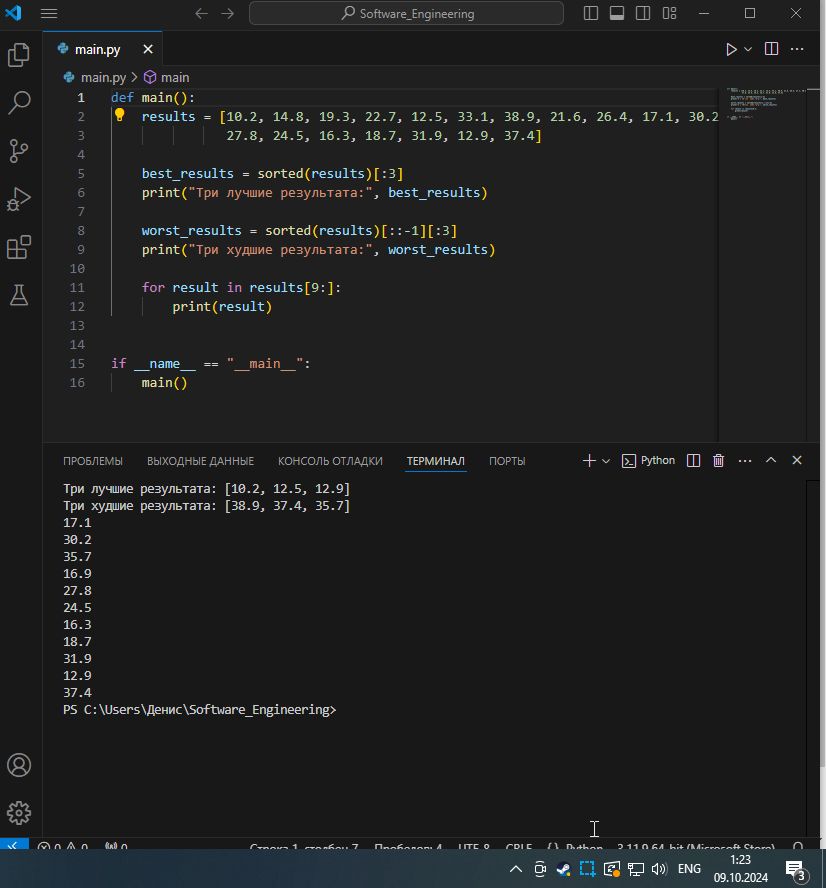 Software_Engineering
main.py
main.py > main
1 def main():
2 results = [10.2, 14.8, 19.3, 22.7, 12.5, 33.1, 38.9, 21.6, 26.4, 17.1, 30.2
3 27.8, 24.5, 16.3, 18.7, 31.9, 12.9, 37.4]
4
5 best_results = sorted(results)[:3]
6 print("Три лучшие результата:", best_results)
7
8 worst_results = sorted(results)[::-1][:3]
9 print("Три худшие результата:", worst_results)
10
11 for result in results[9:]:
12 print(result)
13
14
15 if __name__ == "__main__":
16 main()
ПРОБЛЕМЫ ВЫХОДНЫЕ ДАННЫЕ КОНСОЛЬ ОТЛАДКИ ТЕРМИНАЛ ПОРТЫ Python
Три лучшие результата: [10.2, 12.5, 12.9]
Три худшие результата: [38.9, 37.4, 35.7]
17.1
30.2
35.7
16.9
27.8
24.5
16.3
18.7
31.9
12.9
37.4
PS C:\Users\Денис\Software_Engineering>
0 0 0 Строка 1, столбец 7 Пробелов: 4 UTF-8 CRLF {} Python 3.11.9 64-bit (Microsoft Store)
ENG 1:23
09.10.2024 3